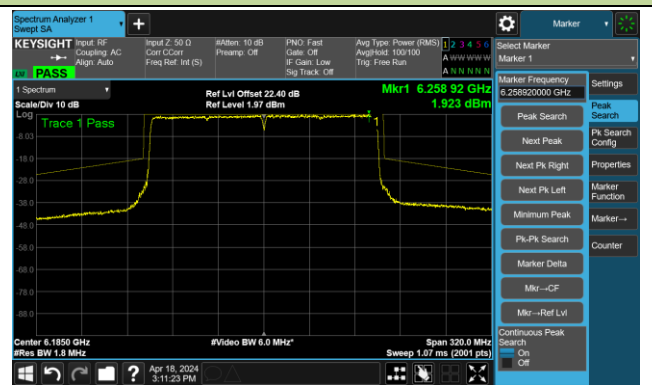 Spectrum Analyzer 1
Swept SA
Marker
KEYSIGHT
Input: RF
Coupling: AC
Align: Auto
Input Z: 50 Ω
Corr CCorr
Freq Ref: Int (S)
#Atten: 10 dB
Preamp: Off
PNO: Fast
Gate: Off
IF Gain: Low
Sig Track: Off
Avg Type: Power (RMS)
Avg|Hold: 100/100
Trig: Free Run
1 2 3 4 5 6
A W W W W W
A N N N N N
PASS
Select Marker
Marker 1
1 Spectrum
Scale/Div 10 dB
Ref Lvl Offset 22.40 dB
Ref Level 1.97 dBm
Mkr1 6.258 92 GHz
1.923 dBm
Log
Trace 1 Pass
-8.03
-18.0
-28.0
-38.0
-48.0
-58.0
-68.0
-78.0
-88.0
Center 6.1850 GHz
#Res BW 1.8 MHz
#Video BW 6.0 MHz*
Span 320.0 MHz
Sweep 1.07 ms (2001 pts)
Marker Frequency
6.258920000 GHz
Peak Search
Next Peak
Next Pk Right
Next Pk Left
Minimum Peak
Pk-Pk Search
Marker Delta
Mkr→CF
Mkr→Ref Lvl
Continuous Peak
Search
On
Off
Settings
Peak
Search
Pk Search
Config
Properties
Marker
Function
Marker→
Counter
?
Apr 18, 2024
3:11:23 PM